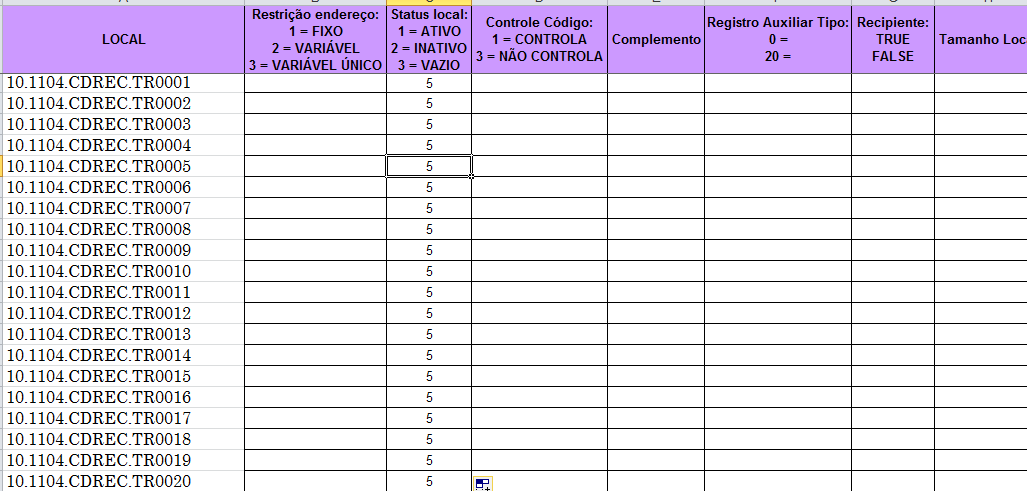 LOCAL
Restrição endereço:
1 = FIXO
2 = VARIÁVEL
3 = VARIÁVEL ÚNICO
Status local:
1 = ATIVO
2 = INATIVO
3 = VAZIO
Controle Código:
1 = CONTROLA
3 = NÃO CONTROLA
Complemento
Registro Auxiliar Tipo:
0 =
20 =
Recipiente:
TRUE
FALSE
Tamanho Loc
10.1104.CDREC.TR0001 5
10.1104.CDREC.TR0002 5
10.1104.CDREC.TR0003 5
10.1104.CDREC.TR0004 5
10.1104.CDREC.TR0005 5
10.1104.CDREC.TR0006 5
10.1104.CDREC.TR0007 5
10.1104.CDREC.TR0008 5
10.1104.CDREC.TR0009 5
10.1104.CDREC.TR0010 5
10.1104.CDREC.TR0011 5
10.1104.CDREC.TR0012 5
10.1104.CDREC.TR0013 5
10.1104.CDREC.TR0014 5
10.1104.CDREC.TR0015 5
10.1104.CDREC.TR0016 5
10.1104.CDREC.TR0017 5
10.1104.CDREC.TR0018 5
10.1104.CDREC.TR0019 5
10.1104.CDREC.TR0020 5